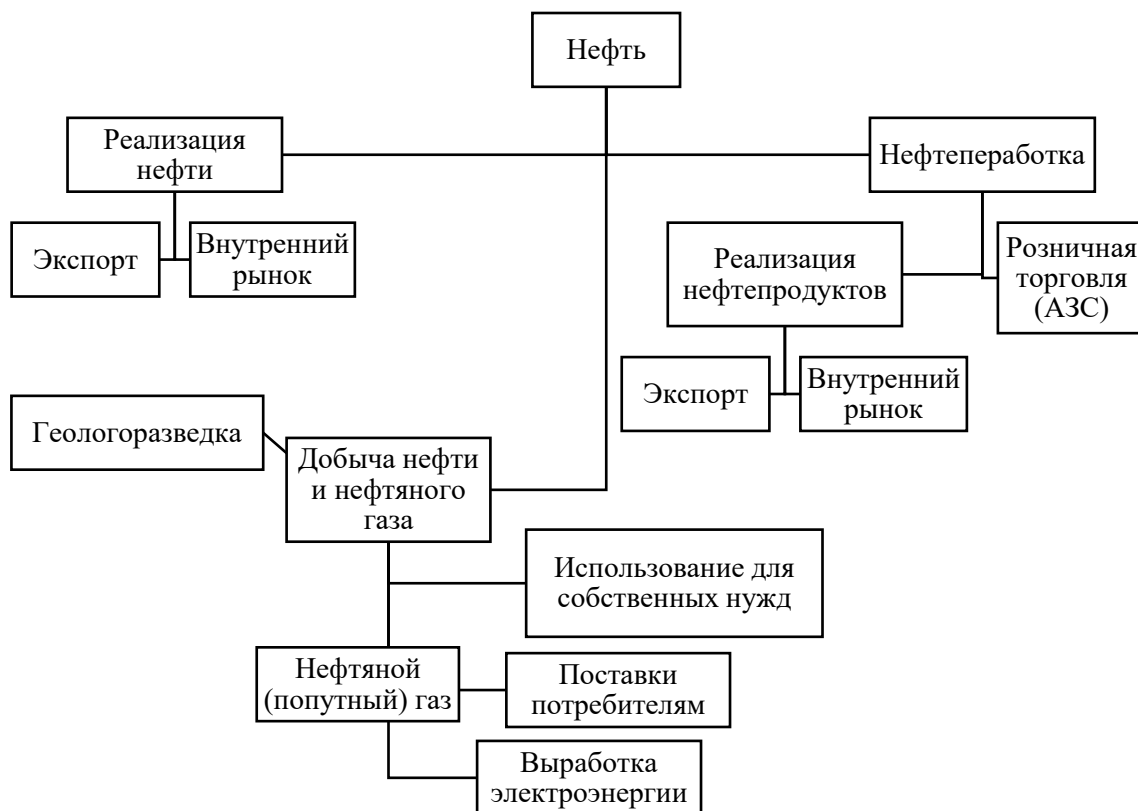 Нефть
Реализация
нефти
Нефтепеработка
Экспорт
Внутренний
рынок
Реализация
нефтепродуктов
Розничная
торговля
(АЗС)
Экспорт
Внутренний
рынок
Геологоразведка
Добыча нефти
и нефтяного
газа
Использование для
собственных нужд
Нефтяной
(попутный) газ
Поставки
потребителям
Выработка
электроэнергии